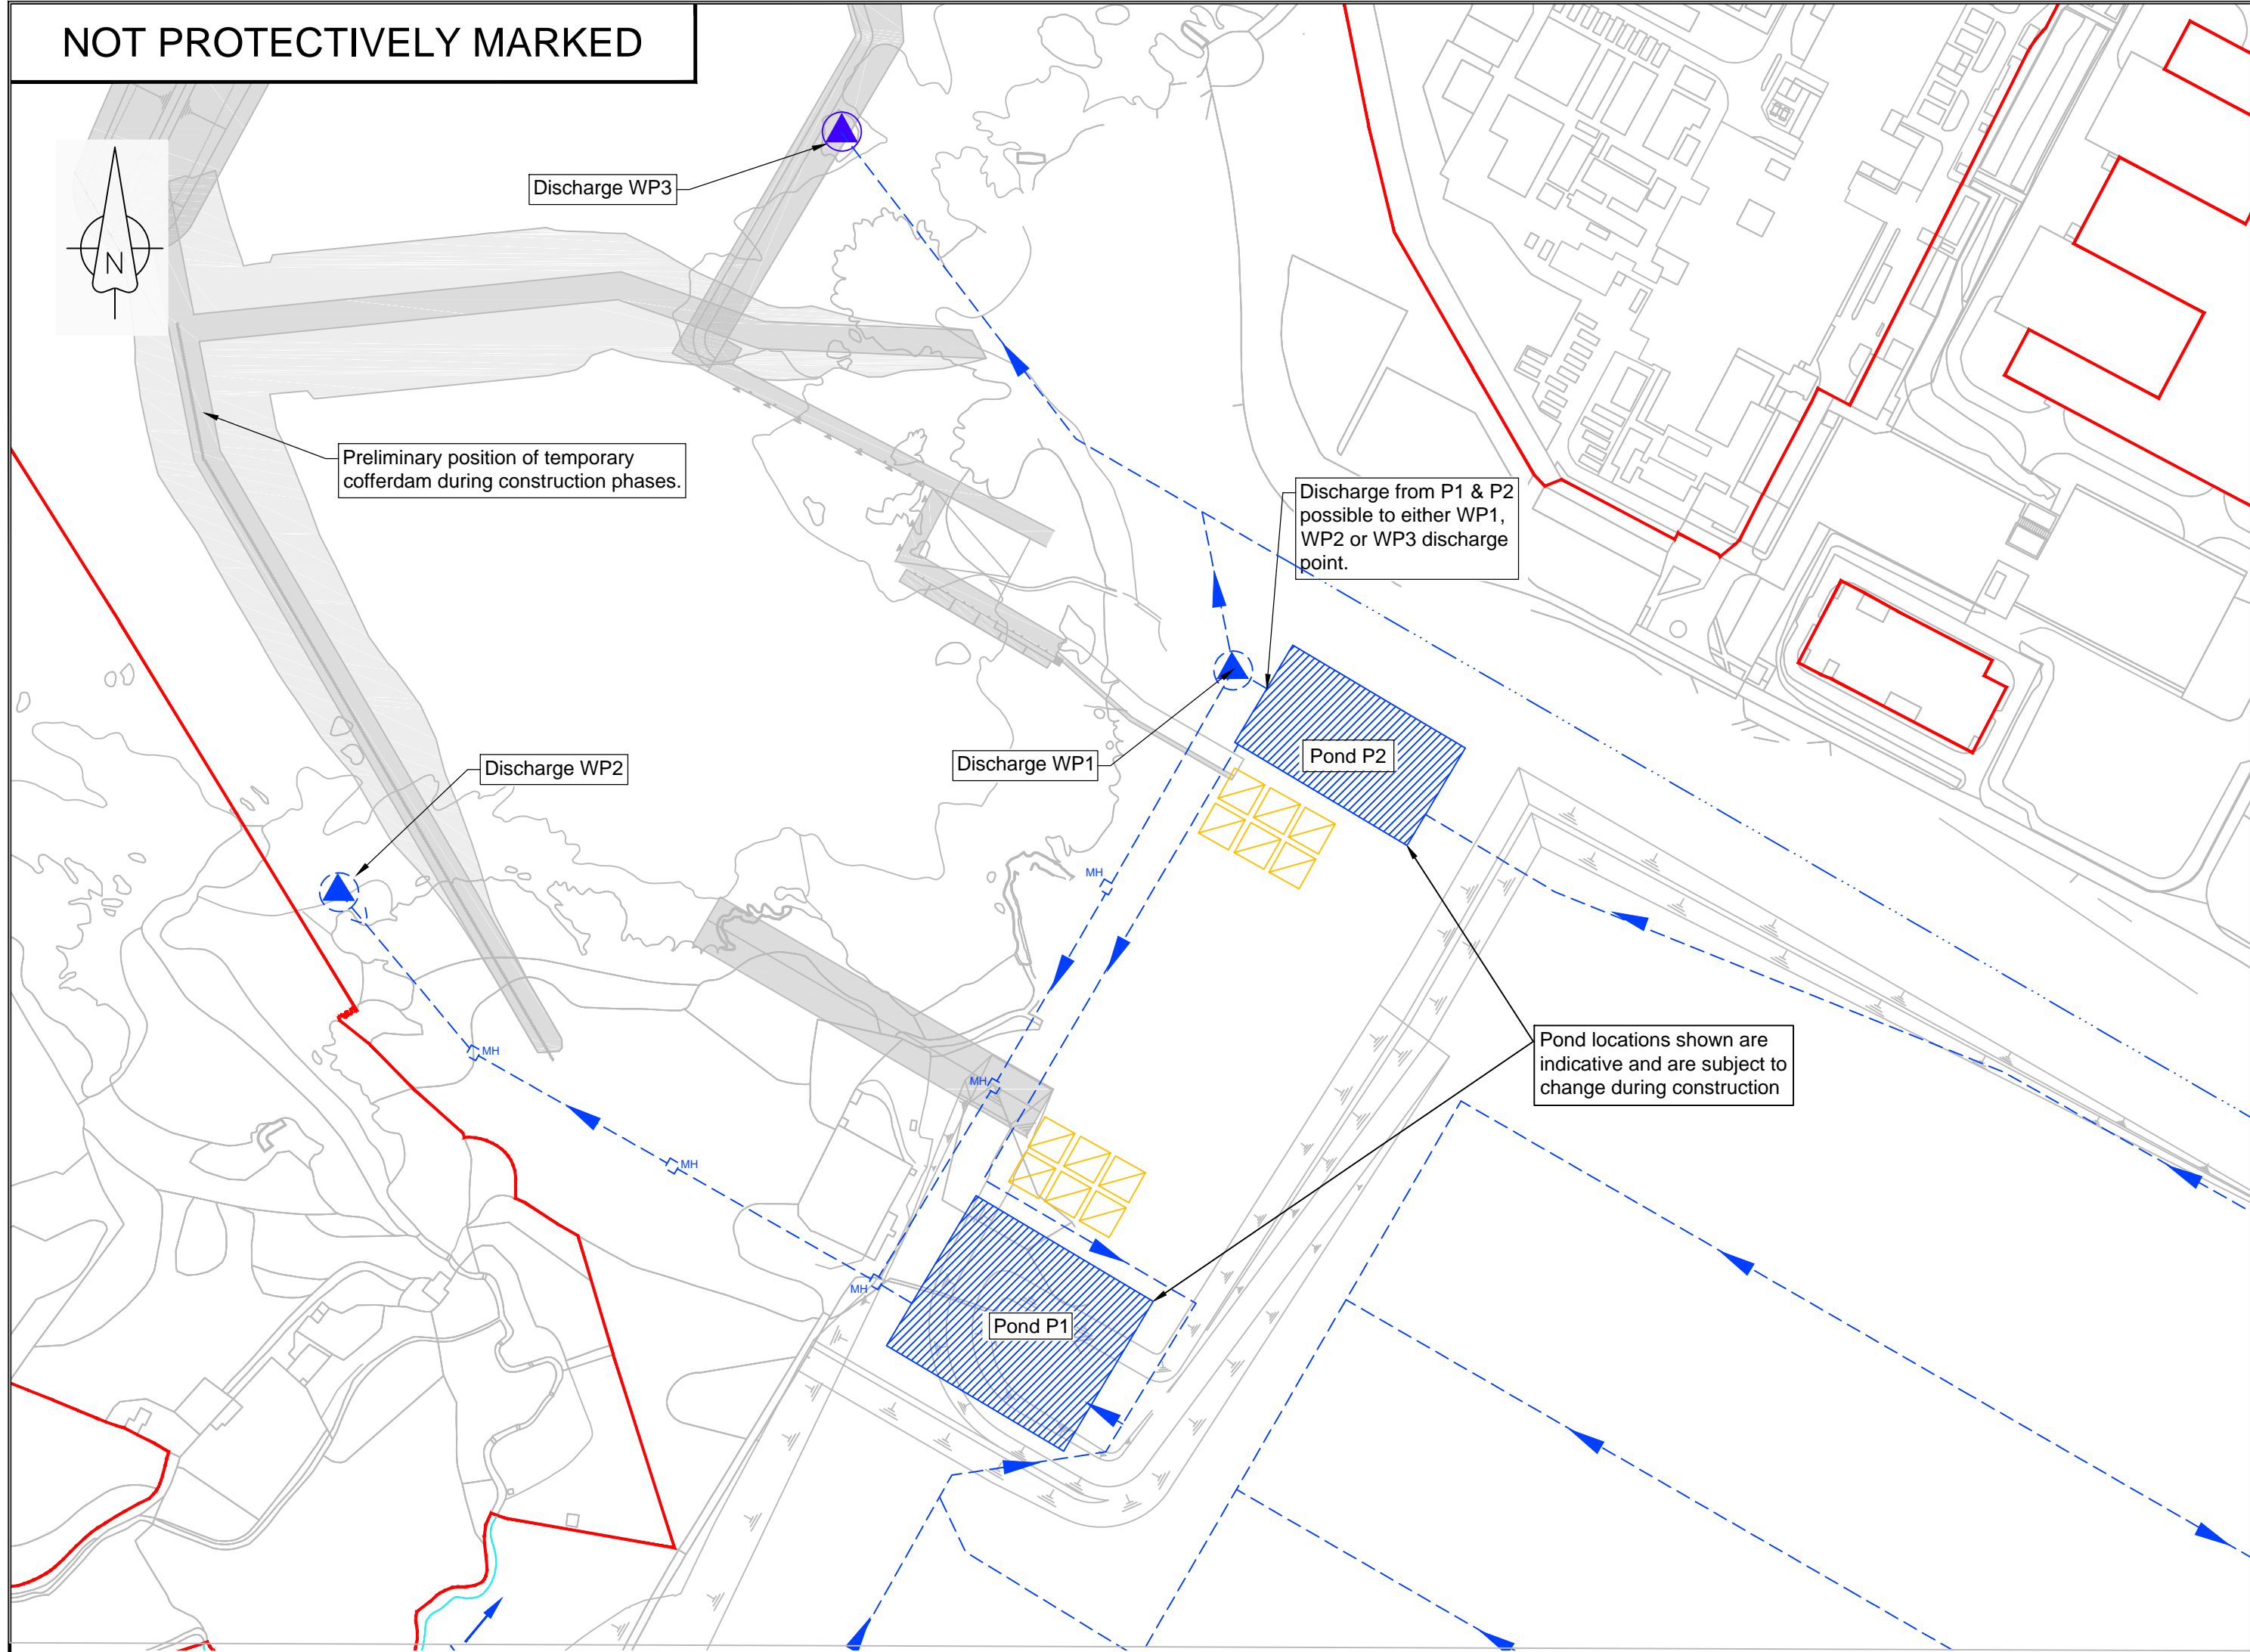 NOT PROTECTIVELY MARKED
Discharge WP3
N
Preliminary position of temporary
cofferdam during construction phases.
Discharge from P1 & P2
possible to either WP1,
WP2 or WP3 discharge
point.
Discharge WP2
Discharge WP1
Pond P2
MH
Pond locations shown are
indicative and are subject to
change during construction
MH
MH
MH
MH
Pond P1